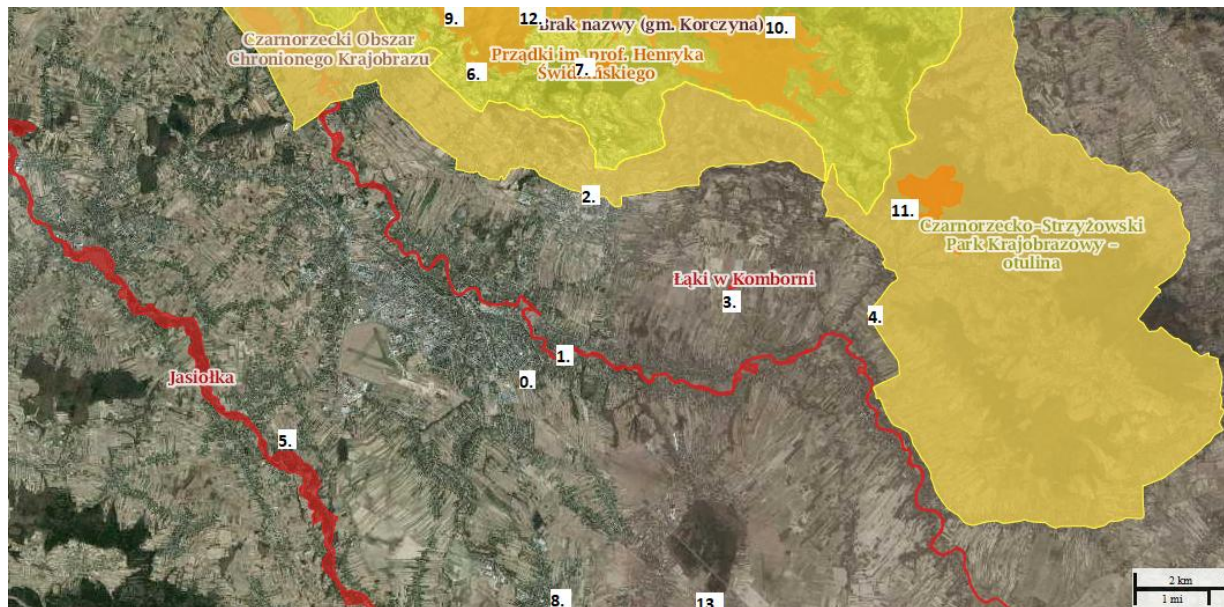 9.
12.
Brak nazwy (gm. Korczyna)
10.
Czarnorzecki Obszar
Chronionego Krajobrazu
Prządki im. prof. Henryka
Świdzińskiego
6.
7.
2.
11.
Czarnorzecko-Strzyżowski
Park Krajobrazowy -
otulina
Łąki w Komborni
3.
4.
1.
Jasiołka
0.
5.
8.
13.
2 km
1 mi